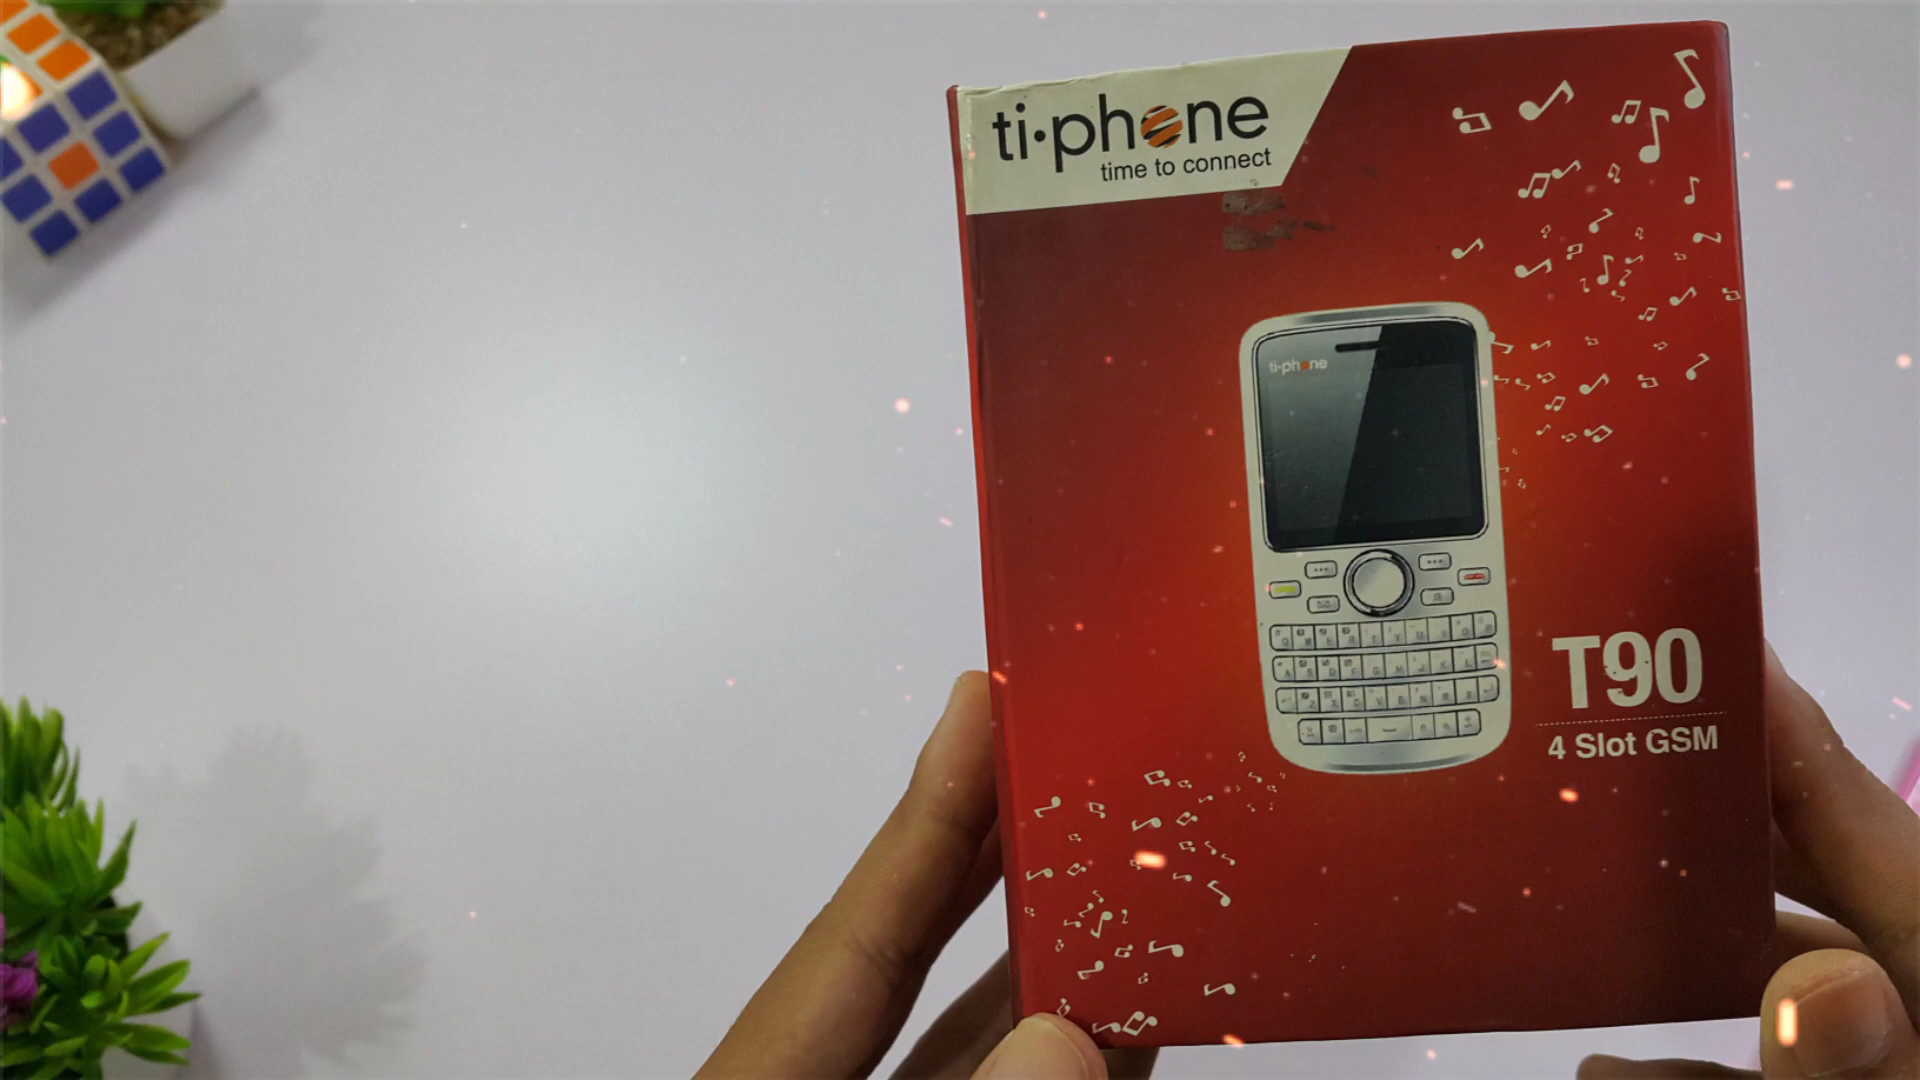 ti·phone
time to connect
ti·phone
T90
4 Slot GSM